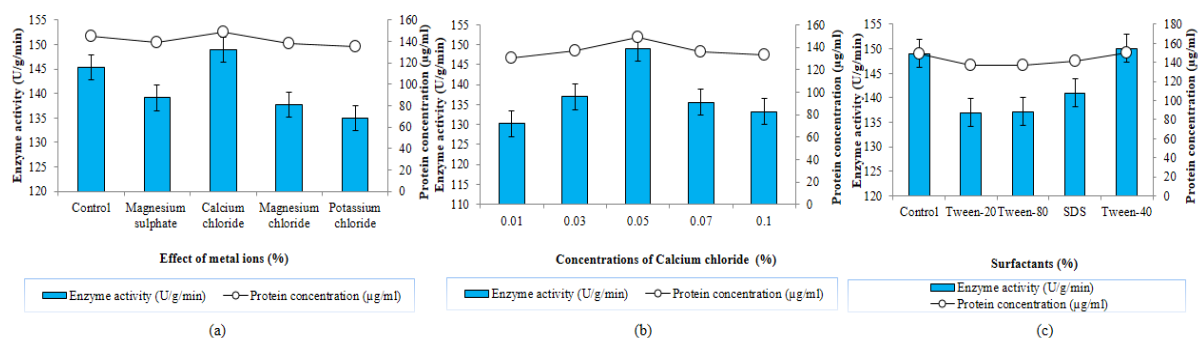 155
150
145
140
135
130
125
120
Enzyme activity (U/g/min)
160
140
120
100
80
60
40
20
0
Protein concentration (µg/ml)
Control
Magnesium sulphate
Calcium chloride
Magnesium chloride
Potassium chloride
Effect of metal ions (%)
Enzyme activity (U/g/min)
Protein concentration (µg/ml)
(a)
160
155
150
145
140
135
130
125
120
115
110
Enzyme activity (U/g/min)
160
140
120
100
80
60
40
20
0
Protein concentration (µg/ml)
0.01 0.03 0.05 0.07 0.1
Concentrations of Calcium chloride (%)
Enzyme activity (U/g/min)
Protein concentration (µg/ml)
(b)
155
150
145
140
135
130
125
120
Enzyme activity (U/g/min)
180
160
140
120
100
80
60
40
20
0
Protein concentration (µg/ml)
Control Tween-20 Tween-80 SDS Tween-40
Surfactants (%)
Enzyme activity (U/g/min)
Protein concentration (µg/ml)
(c)